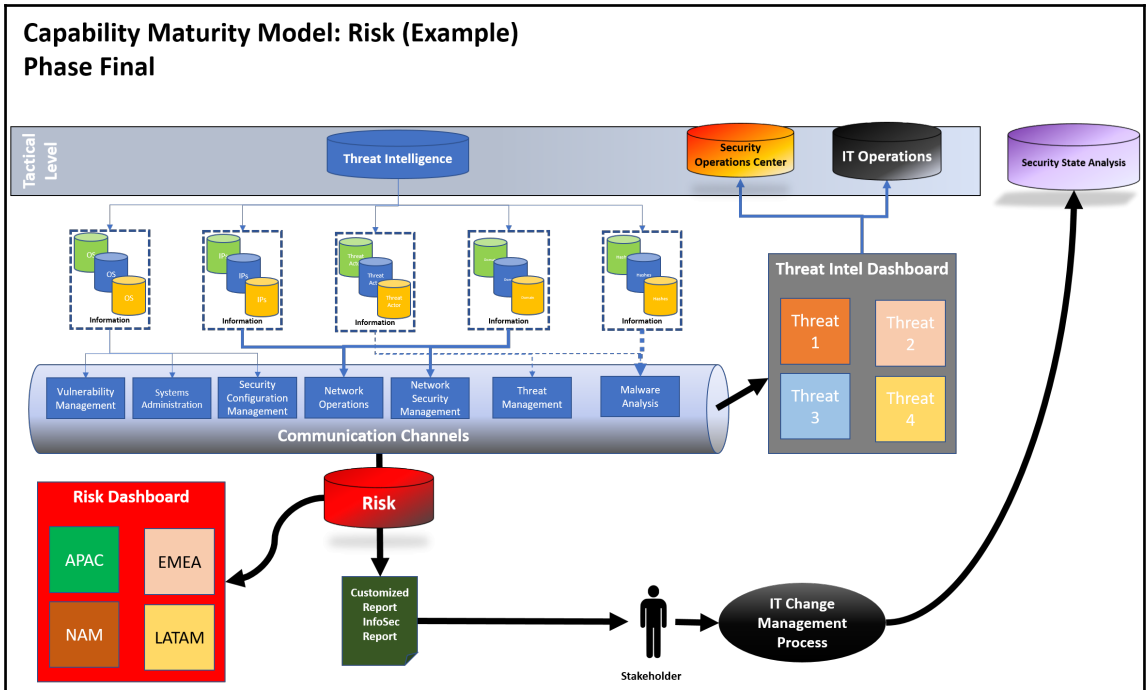 Capability Maturity Model: Risk (Example)
Phase Final
Tactical
Level
Threat Intelligence
Security
Operations Center
IT Operations
Security State Analysis
OS
OS
OS
Information
IPs
IPs
IPs
Information
Threat
Actor
Threat
Actor
Information
Information
Hashes
Hashes
Information
Threat Intel Dashboard
Threat
1
Threat
2
Threat
3
Threat
4
Vulnerability
Management
Systems
Administration
Security
Configuration
Management
Network
Operations
Network
Security
Management
Threat
Management
Malware
Analysis
Communication Channels
Risk Dashboard
APAC
EMEA
NAM
LATAM
Risk
Customized
Report
InfoSec
Report
Stakeholder
IT Change
Management
Process